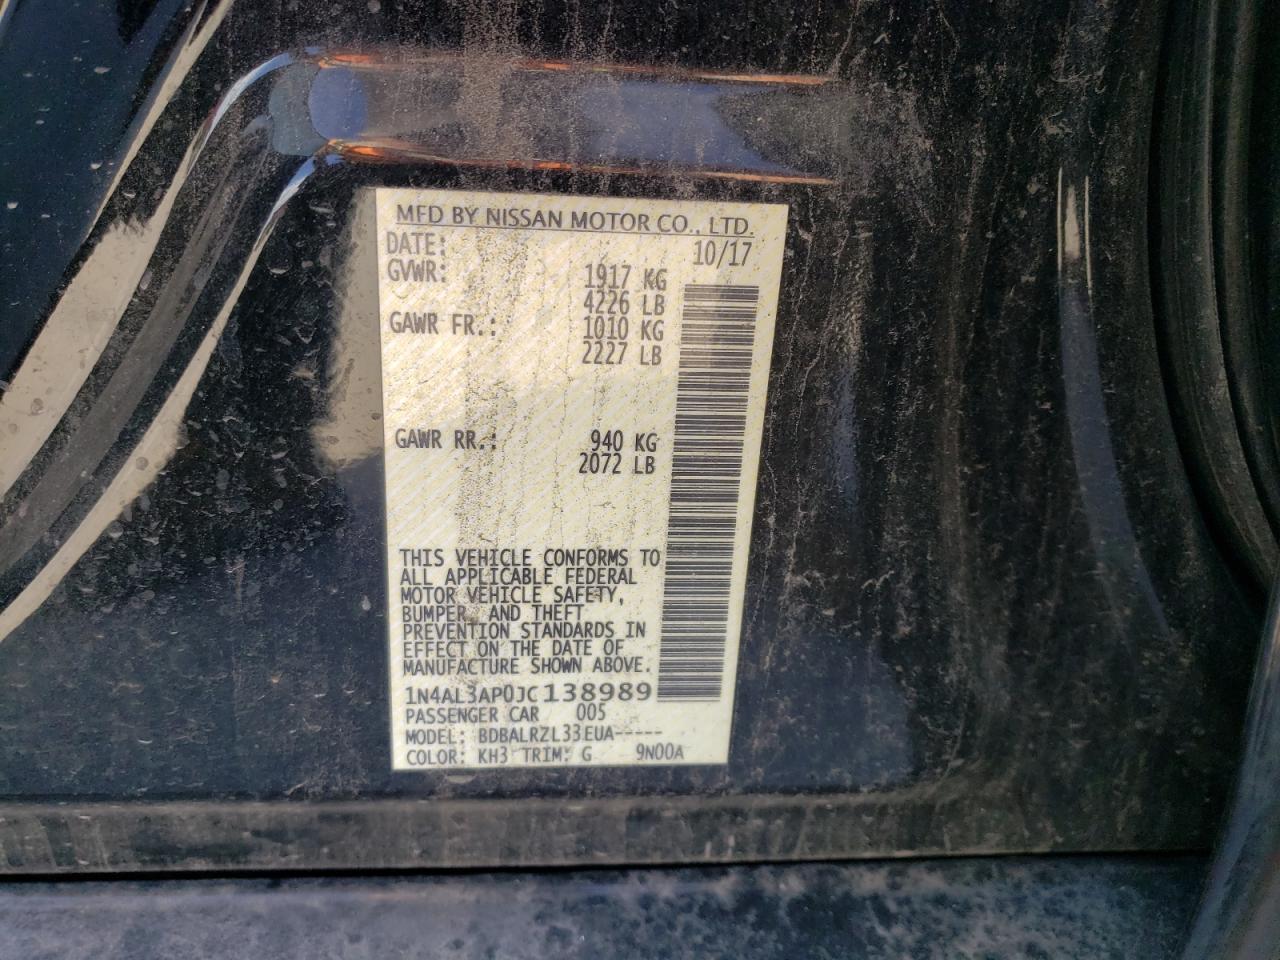 MFD BY NISSAN MOTOR CO., LTD.
DATE: 10/17
GVWR: 1917 KG
4226 LB
GAWR FR.: 1010 KG
2227 LB
GAWR RR.: 940 KG
2072 LB
THIS VEHICLE CONFORMS TO
ALL APPLICABLE FEDERAL
MOTOR VEHICLE SAFETY,
BUMPER, AND THEFT
PREVENTION STANDARDS IN
EFFECT ON THE DATE OF
MANUFACTURE SHOWN ABOVE.
1N4AL3AP0JC138989
PASSENGER CAR 005
MODEL: BDBALRZL33EUA-----
COLOR: KH3 TRIM: G 9N00A